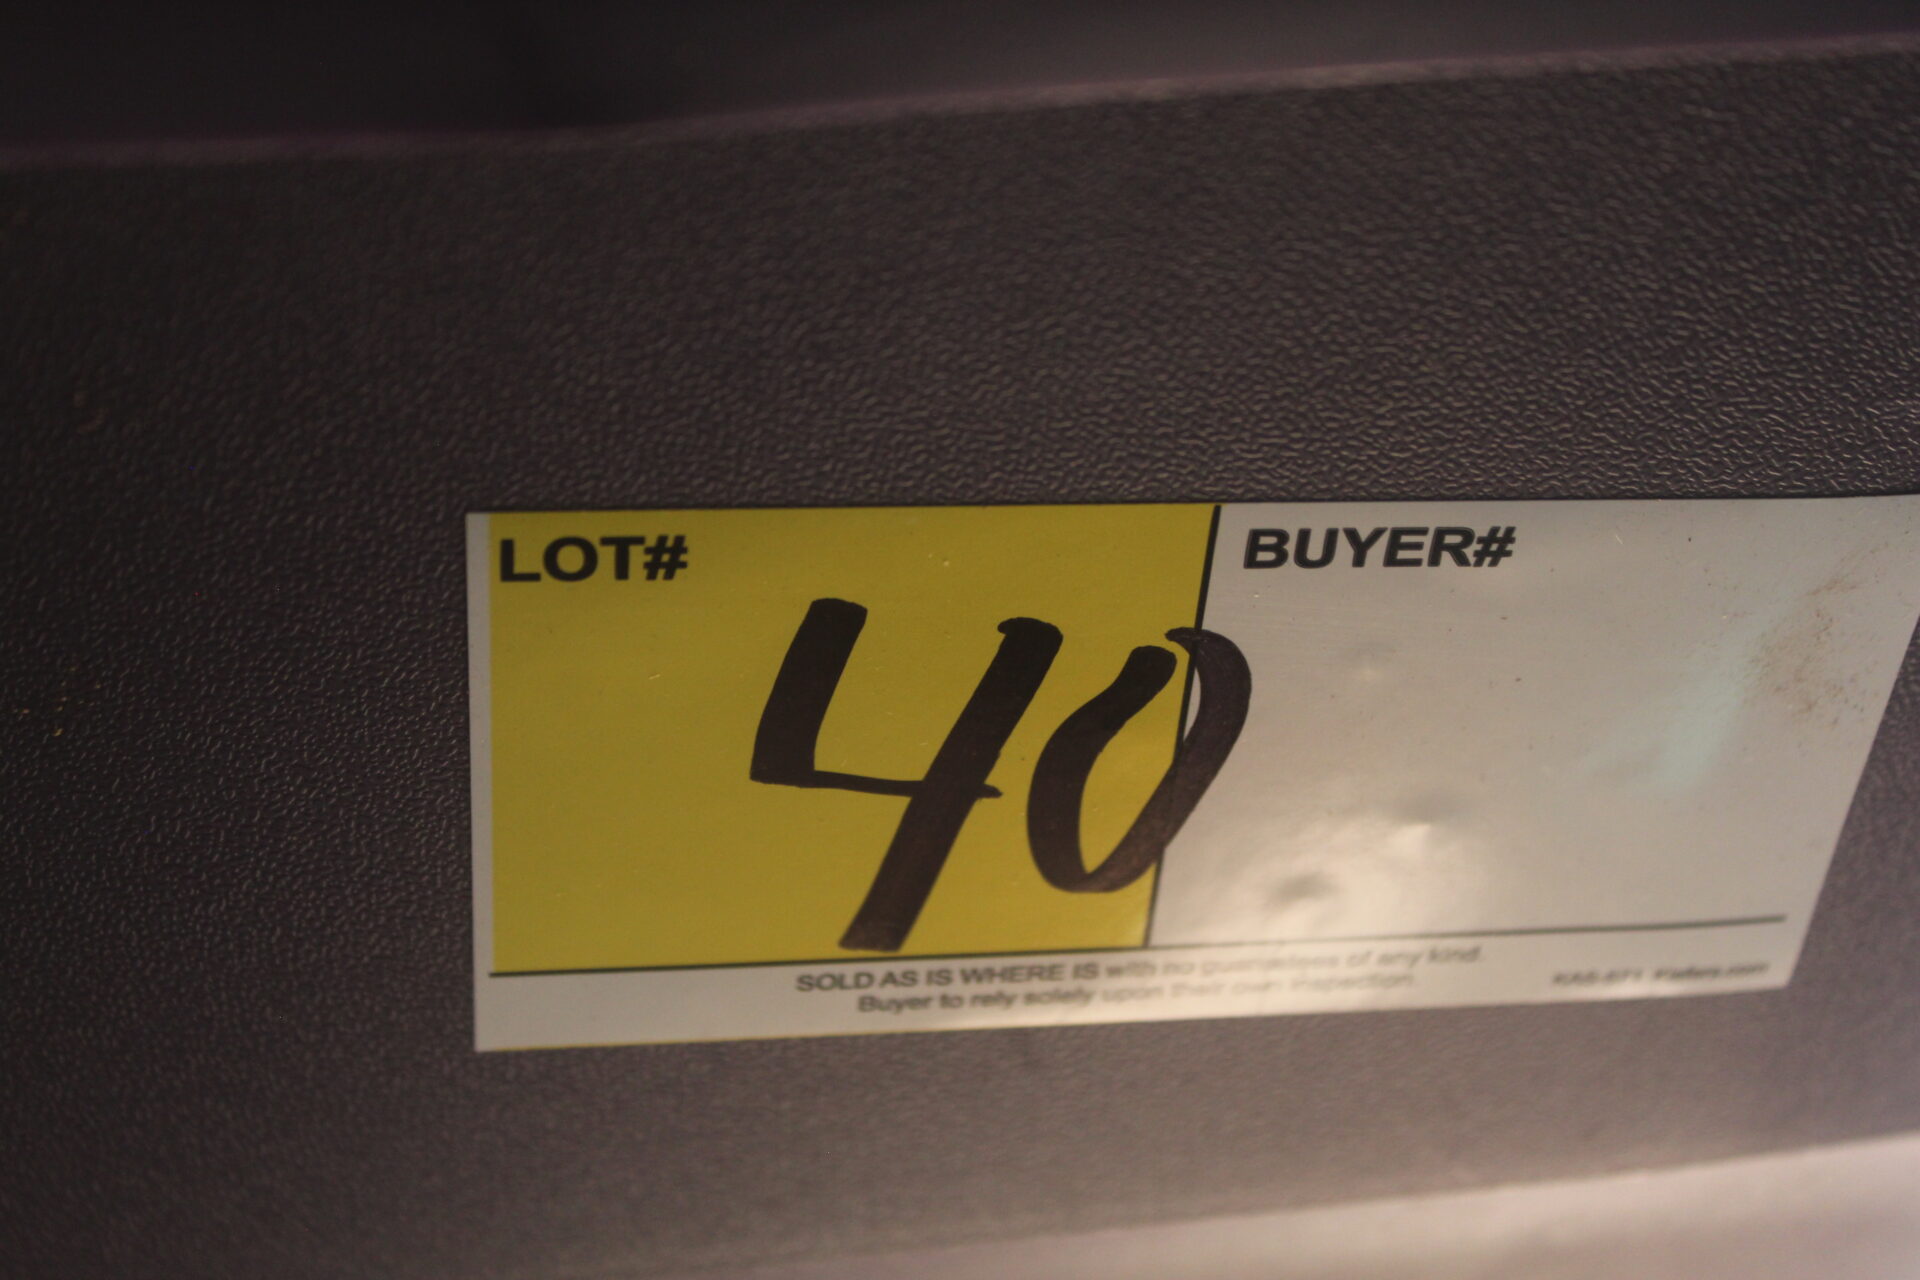 LOT#
BUYER#
40
SOLD AS IS WHERE IS with no guarantees of any kind.
Buyer to rely solely upon their own inspection.